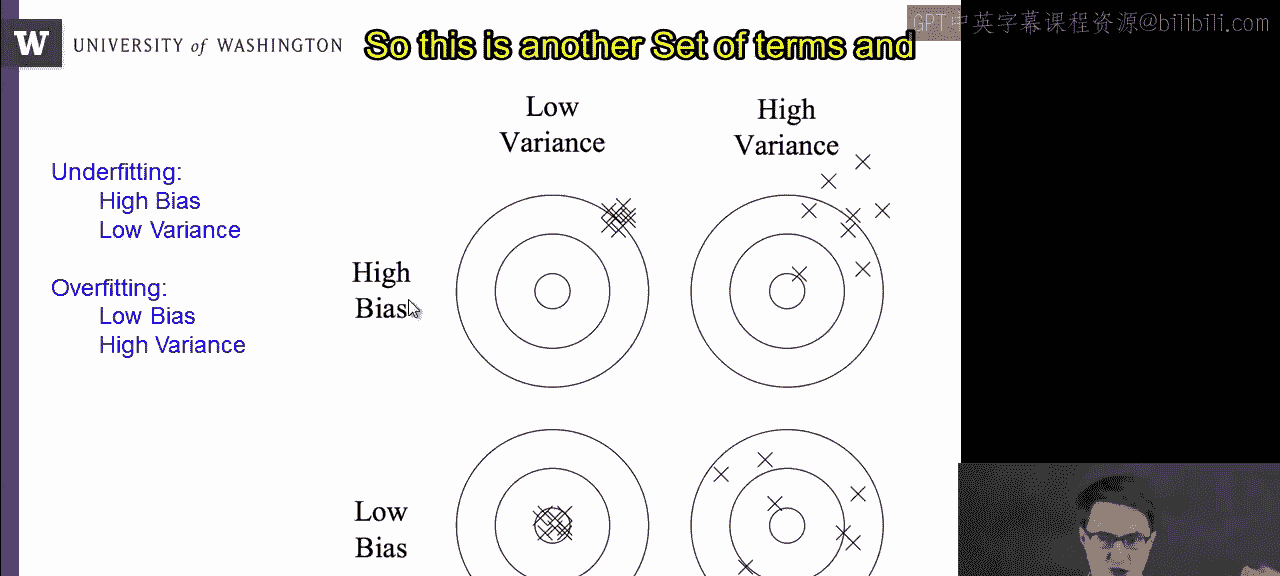 W UNIVERSITY of WASHINGTON
So this is another Set of terms and
GPT中英字幕课程资源@bilibili.com
Low
Variance
High
Variance
Underfitting:
High Bias
Low Variance
Overfitting:
Low Bias
High Variance
High
Bias
Low
Bias